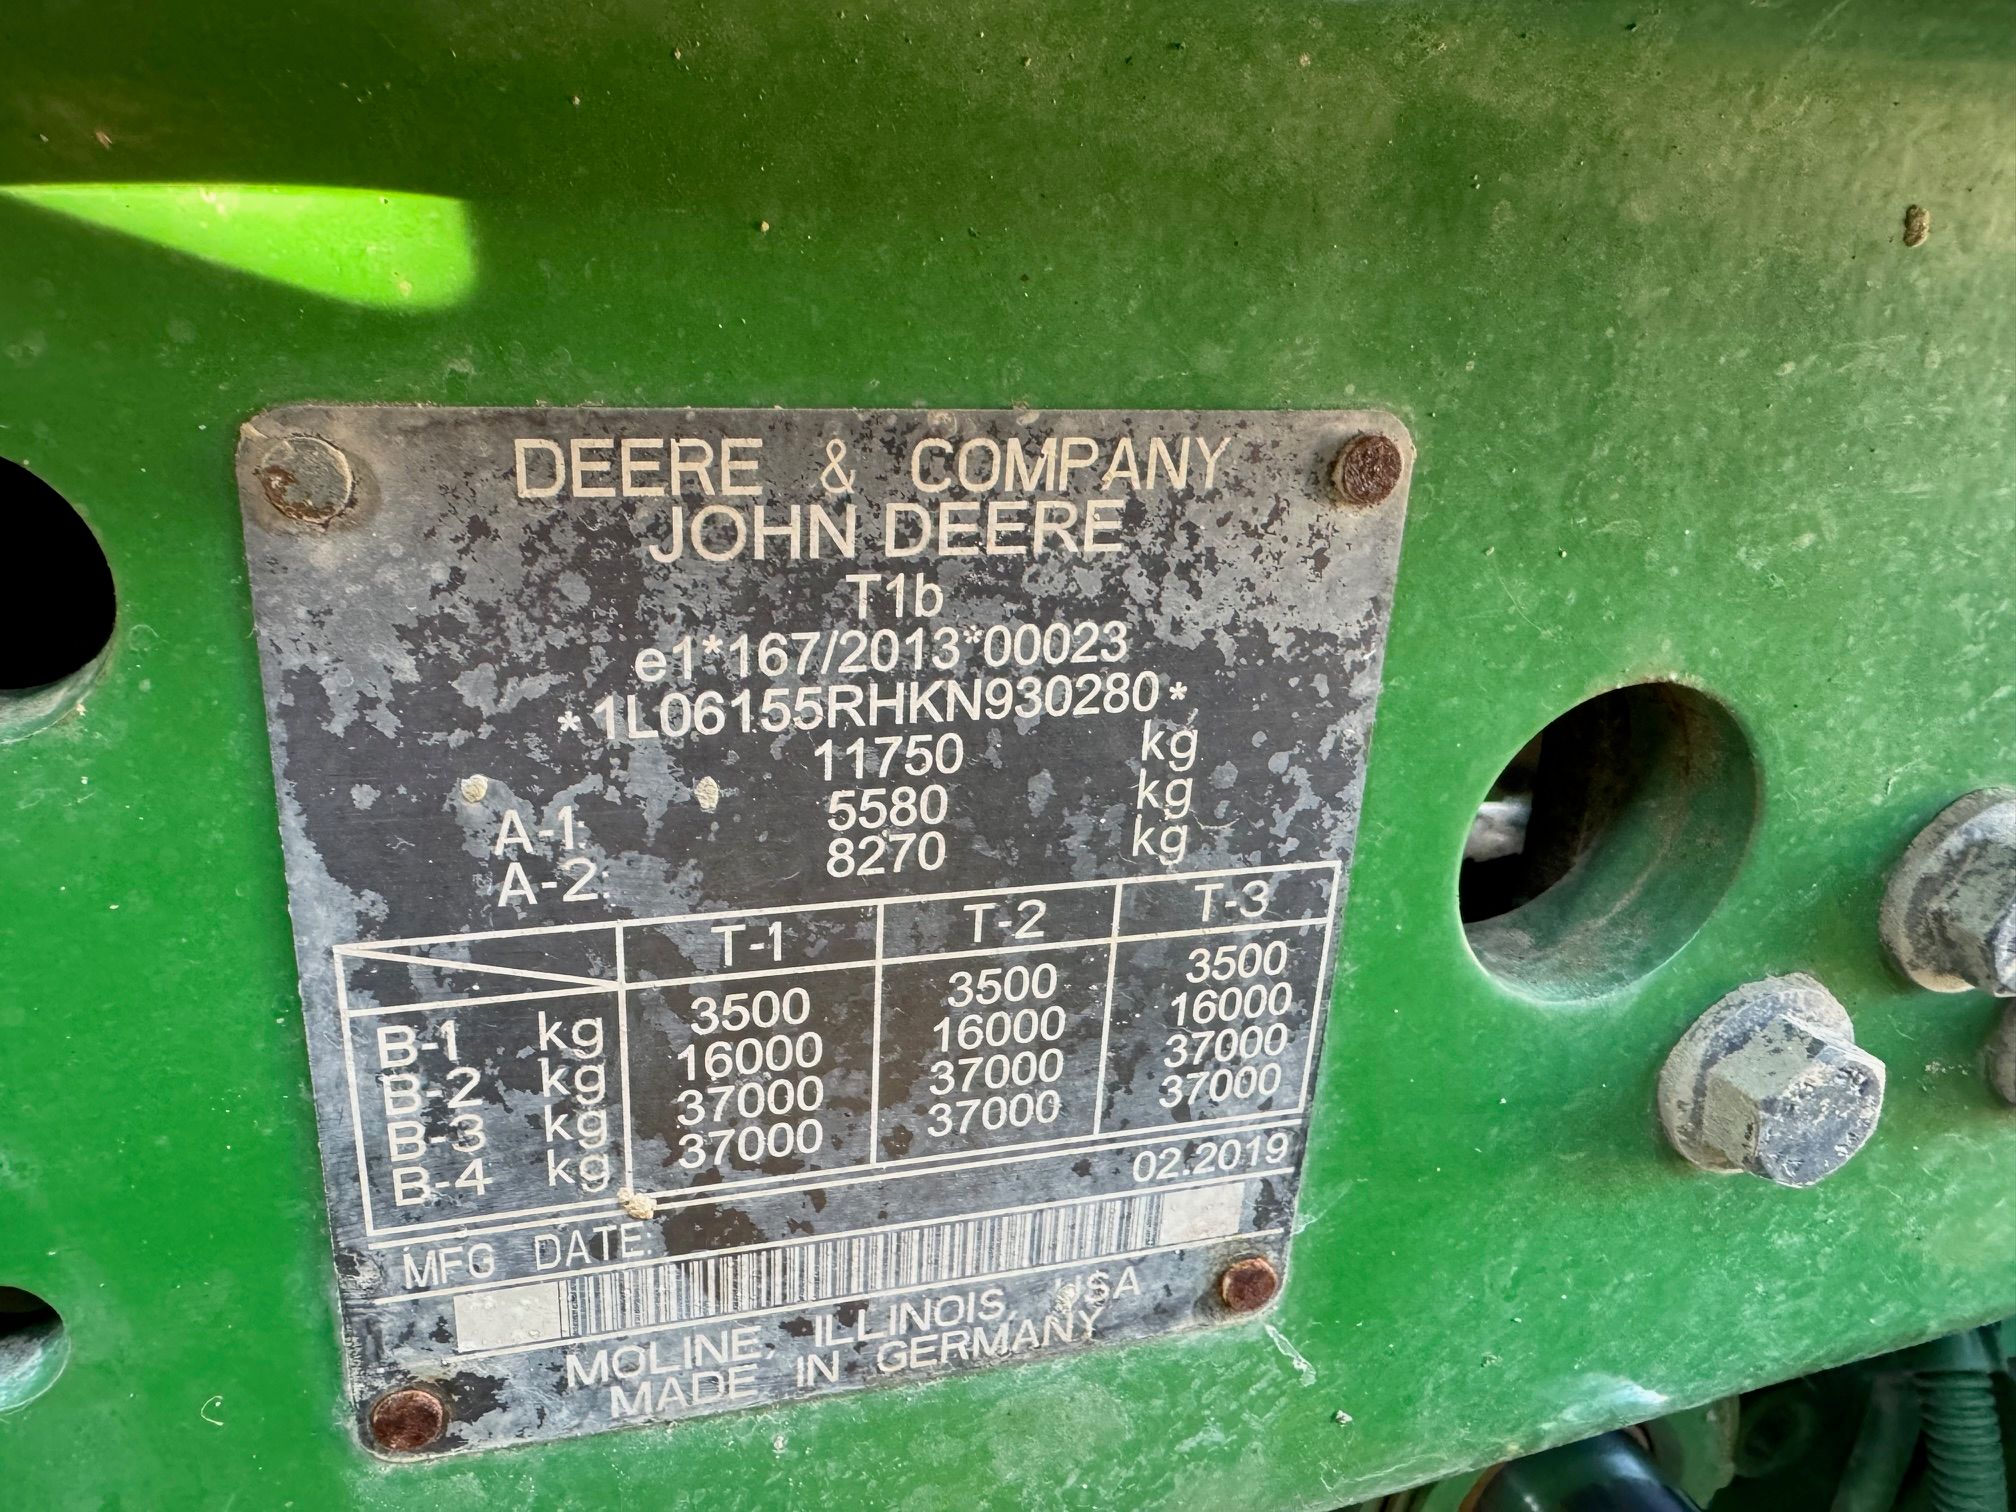 DEERE & COMPANY
JOHN DEERE
T1b
e1*167/2013*00023
*1L06155RHKN930280*
11750 kg
A-1: 5580 kg
A-2: 8270 kg
T-1 T-2 T-3
B-1 kg 3500 3500 3500
B-2 kg 16000 16000 16000
B-3 kg 37000 37000 37000
B-4 kg 37000 37000 37000
MFG DATE: 02.2019
MOLINE, ILLINOIS, USA
MADE IN GERMANY